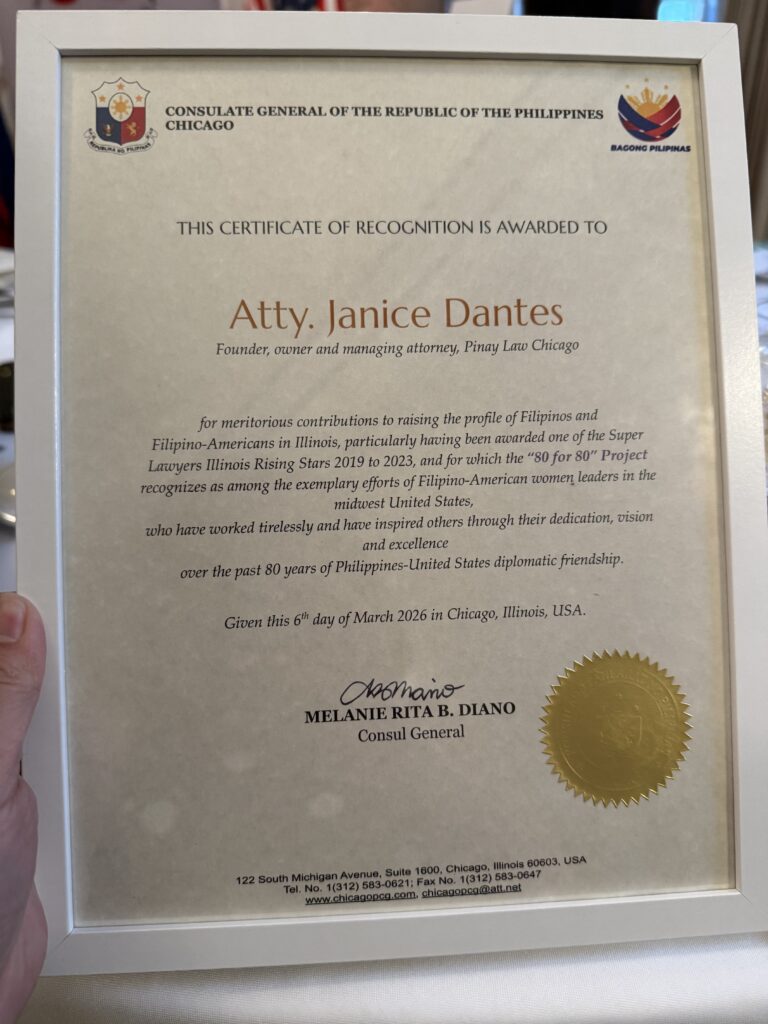 CONSULATE GENERAL OF THE REPUBLIC OF THE PHILIPPINES
CHICAGO
REPUBLIKA NG PILIPINAS
BAGONG PILIPINAS
THIS CERTIFICATE OF RECOGNITION IS AWARDED TO
Atty. Janice Dantes
Founder, owner and managing attorney, Pinay Law Chicago
for meritorious contributions to raising the profile of Filipinos and
Filipino-Americans in Illinois, particularly having been awarded one of the Super
Lawyers Illinois Rising Stars 2019 to 2023, and for which the “80 for 80” Project
recognizes as among the exemplary efforts of Filipino-American women leaders in the
midwest United States,
who have worked tirelessly and have inspired others through their dedication, vision
and excellence
over the past 80 years of Philippines-United States diplomatic friendship.
Given this 6th day of March 2026 in Chicago, Illinois, USA.
MELANIE RITA B. DIANO
Consul General
122 South Michigan Avenue, Suite 1600, Chicago, Illinois 60603, USA
Tel. No. 1(312) 583-0621; Fax No. 1(312) 583-0647
www.chicagopcg.com, chicagopcg@att.net